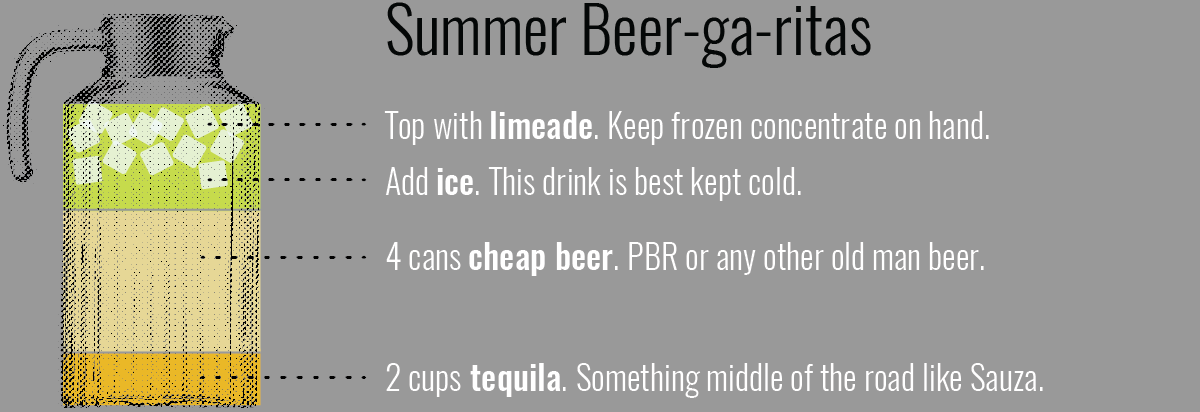 Summer Beer-ga-ritas
Top with limeade. Keep frozen concentrate on hand.
Add ice. This drink is best kept cold.
4 cans cheap beer. PBR or any other old man beer.
2 cups tequila. Something middle of the road like Sauza.